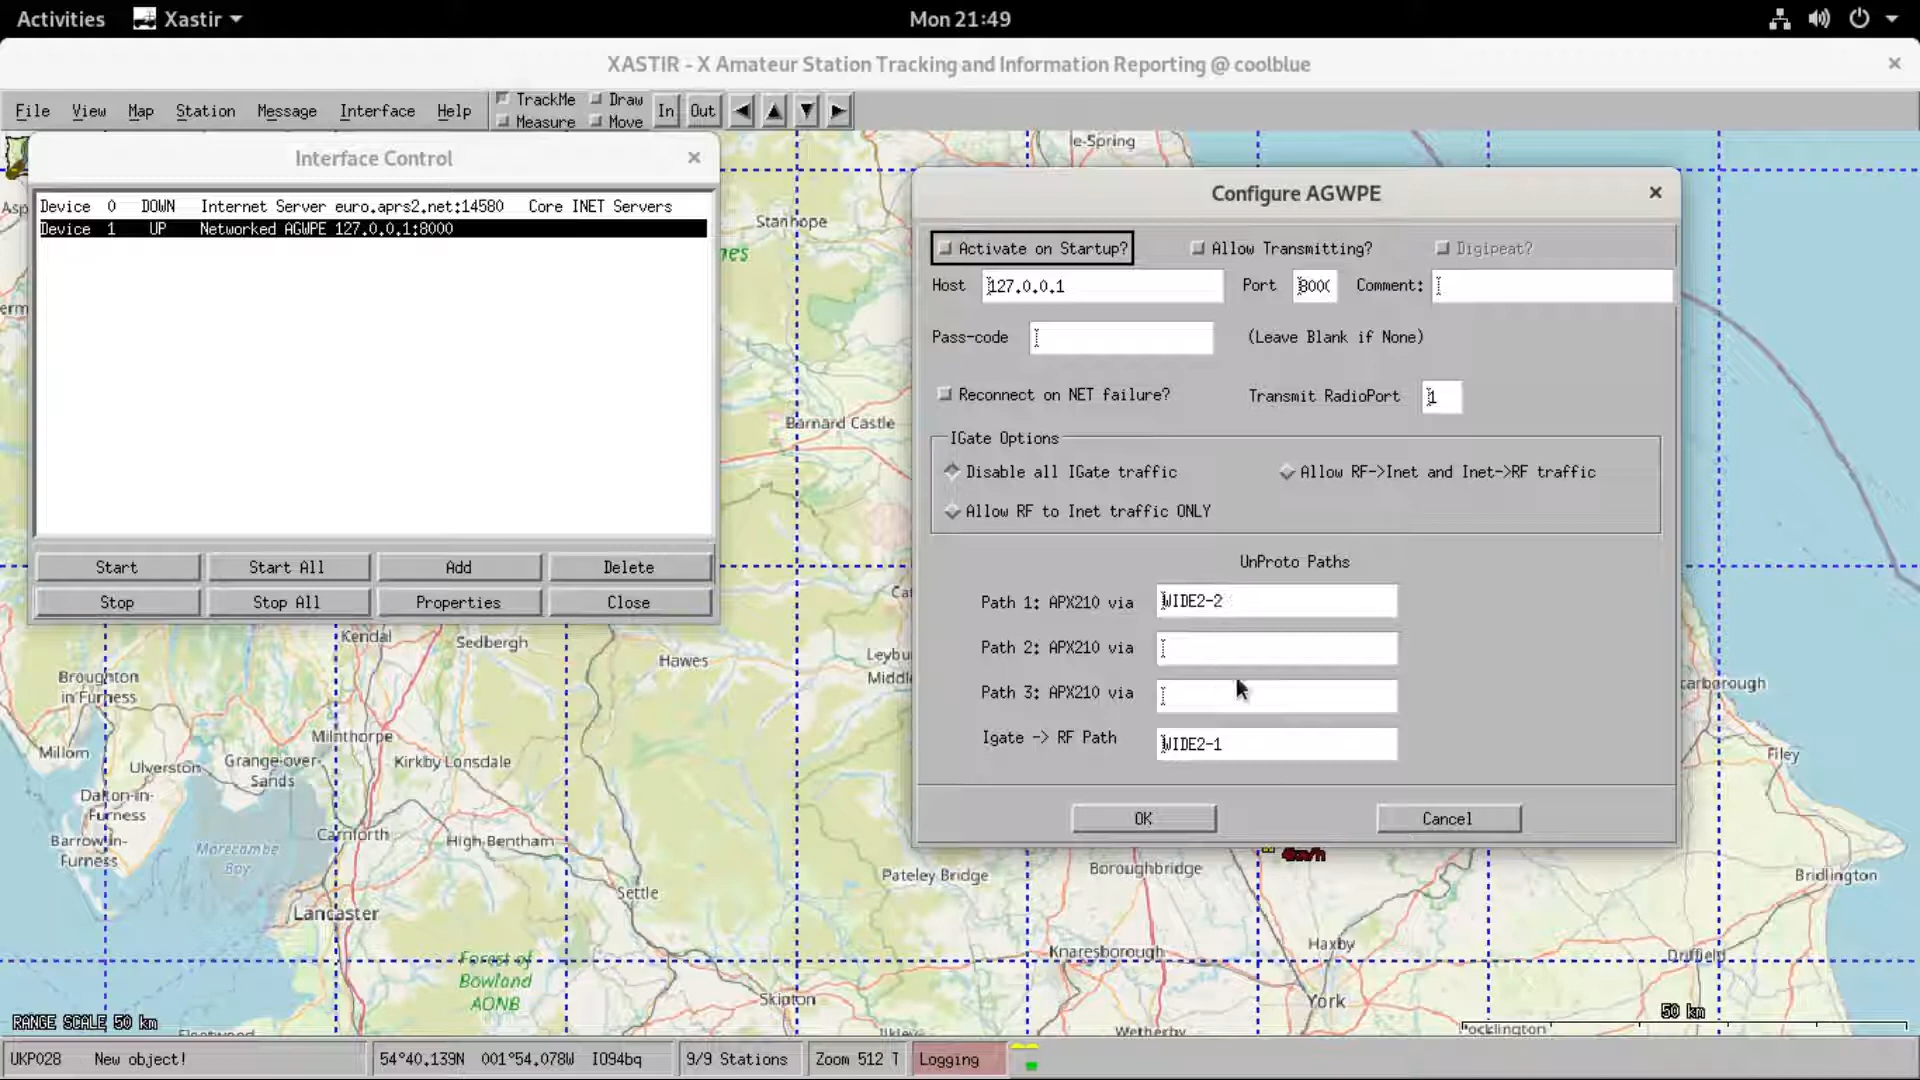 Activities Xastir Mon 21:49
XASTIR - X Amateur Station Tracking and Information Reporting @ coolblue
File View Map Station Message Interface Help TrackMe Draw In Out
Measure Move
Interface Control
Device 0 DOWN Internet Server euro.aprs2.net:14580 Core INET Servers
Device 1 UP Networked AGWPE 127.0.0.1:8000
Start Start All Add Delete
Stop Stop All Properties Close
Configure AGWPE
Activate on Startup? Allow Transmitting? Digipeat?
Host 127.0.0.1 Port 800 Comment:
Pass-code (Leave Blank if None)
Reconnect on NET failure? Transmit RadioPort 1
IGate Options
Disable all IGate traffic Allow RF->Inet and Inet->RF traffic
Allow RF to Inet traffic ONLY
UnProto Paths
Path 1: APX210 via WIDE2-2
Path 2: APX210 via
Path 3: APX210 via
Igate -> RF Path WIDE2-1
OK Cancel
le-Spring
Stanhope
nes
Barnard Castle
Leybu
Middl
carborough
Kendal
Sedbergh
Hawes
Broughton
in Furness
Milnthorpe
Millom
Ulverston
Grange-over-
Sands
Kirkby Lonsdale
Filey
Dalton-in-
Furness
Barrow-in-
Furness
Carnforth
High Bentham
Morecambe
Bay
4km/h
Pateley Bridge
Boroughbridge
Bridlington
Settle
Lancaster
Forest of
Bowland
AONB
Knaresborough
Haxby
Driffield
Skipton
York
Wetherby
Pocklington
RANGE SCALE 50 km
50 km
UKP028 New object! 54°40.139N 001°54.078W IO94bq 9/9 Stations Zoom 512 T Logging